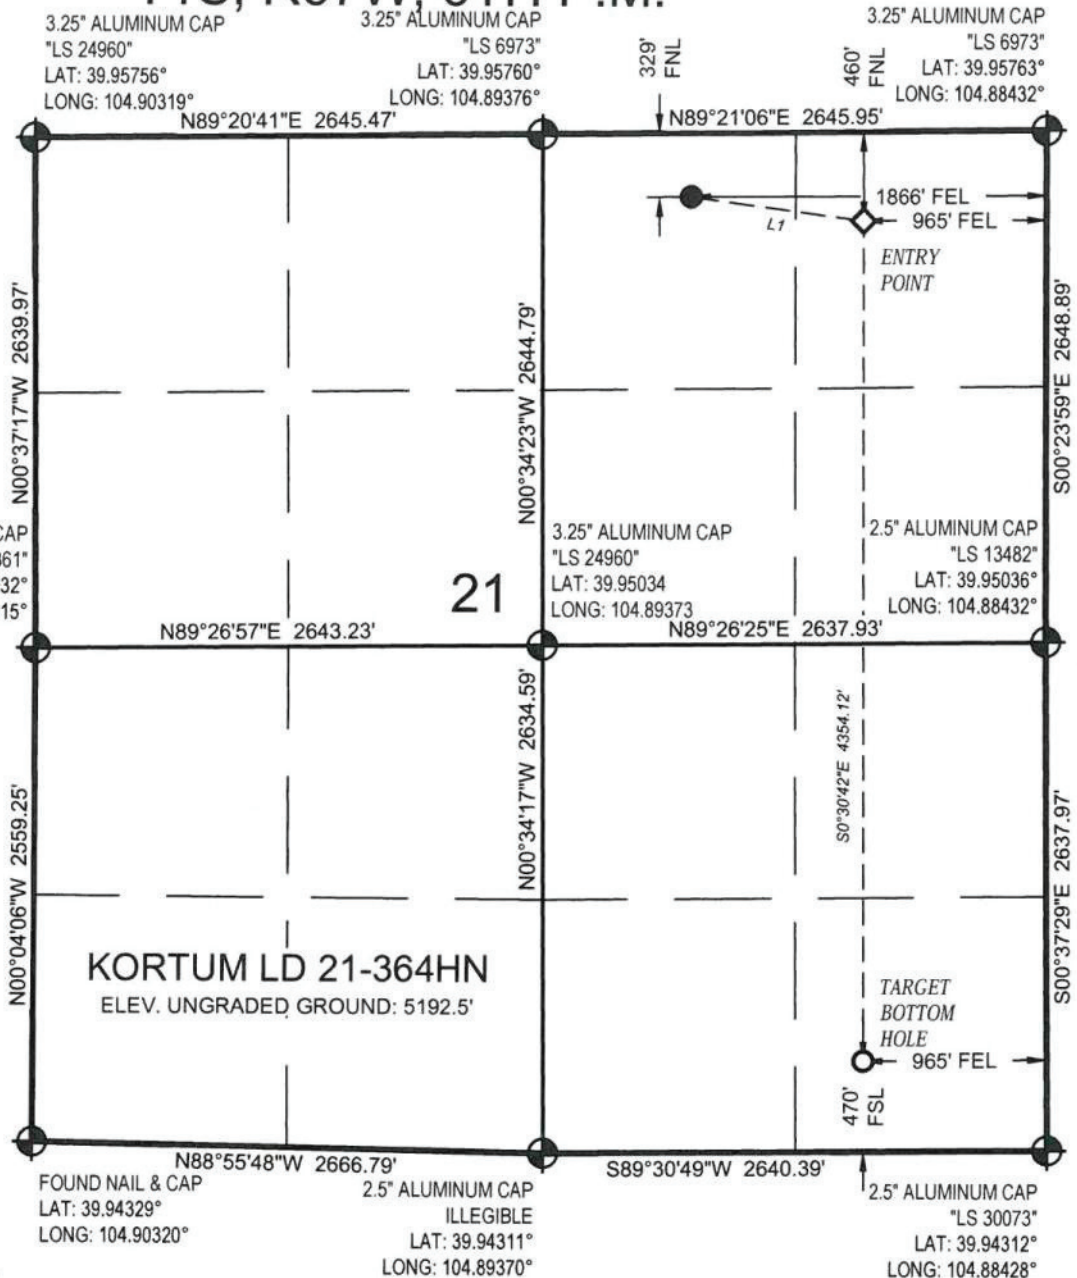 R67W, 6TH P.M.
3.25" ALUMINUM CAP
"LS 24960"
LAT: 39.95756°
LONG: 104.90319°
3.25" ALUMINUM CAP
"LS 6973"
LAT: 39.95760°
LONG: 104.89376°
329'
FNL
460'
FNL
3.25" ALUMINUM CAP
"LS 6973"
LAT: 39.95763°
LONG: 104.88432°
N89°20'41"E 2645.47'
N89°21'06"E 2645.95'
1866' FEL
965' FEL
L1
ENTRY
POINT
N00°37'17"W 2639.97'
N00°34'23"W 2644.79'
S00°23'59"E 2648.89'
CAP
361"
32°
15°
21
3.25" ALUMINUM CAP
"LS 24960"
LAT: 39.95034
LONG: 104.89373
2.5" ALUMINUM CAP
"LS 13482"
LAT: 39.95036°
LONG: 104.88432°
N89°26'57"E 2643.23'
N89°26'25"E 2637.93'
N00°04'06"W 2559.25'
N00°34'17"W 2634.59'
S0°30'42"E 4354.12'
S00°37'29"E 2637.97'
KORTUM LD 21-364HN
ELEV. UNGRADED GROUND: 5192.5'
TARGET
BOTTOM
HOLE
965' FEL
470'
FSL
N88°55'48"W 2666.79'
S89°30'49"W 2640.39'
FOUND NAIL & CAP
LAT: 39.94329°
LONG: 104.90320°
2.5" ALUMINUM CAP
ILLEGIBLE
LAT: 39.94311°
LONG: 104.89370°
2.5" ALUMINUM CAP
"LS 30073"
LAT: 39.94312°
LONG: 104.88428°